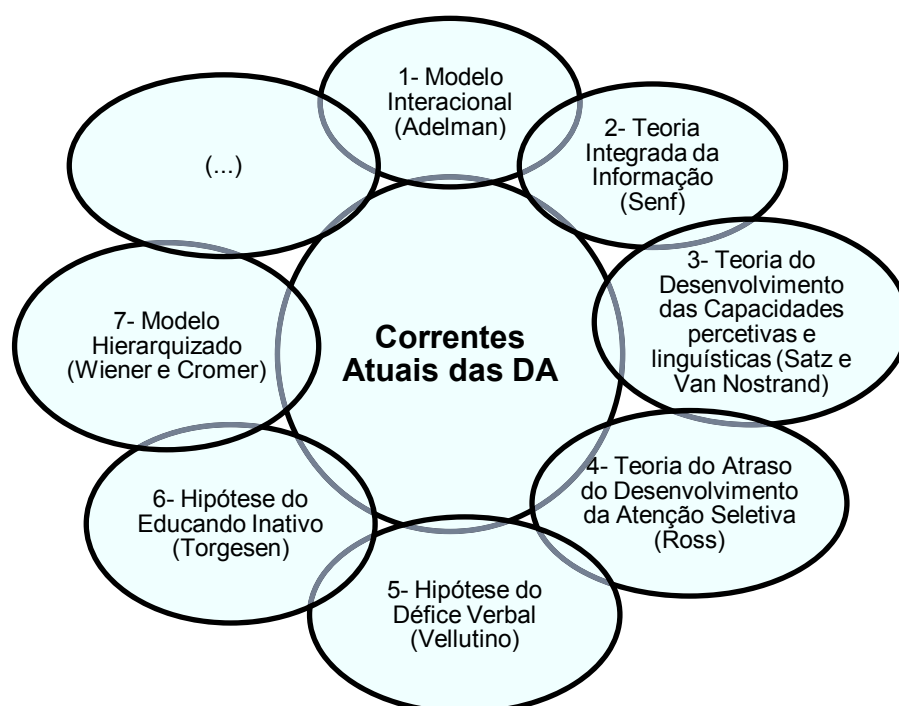 1- Modelo
Interacional
(Adelman)
2- Teoria
Integrada da
Informação
(Senf)
3- Teoria do
Desenvolvimento
das Capacidades
percetivas e
linguísticas (Satz e
Van Nostrand)
4- Teoria do Atraso
do Desenvolvimento
da Atenção Seletiva
(Ross)
5- Hipótese do
Défice Verbal
(Vellutino)
6- Hipótese do
Educando Inativo
(Torgesen)
7- Modelo
Hierarquizado
(Wiener e Cromer)
(...)
Correntes
Atuais das DA